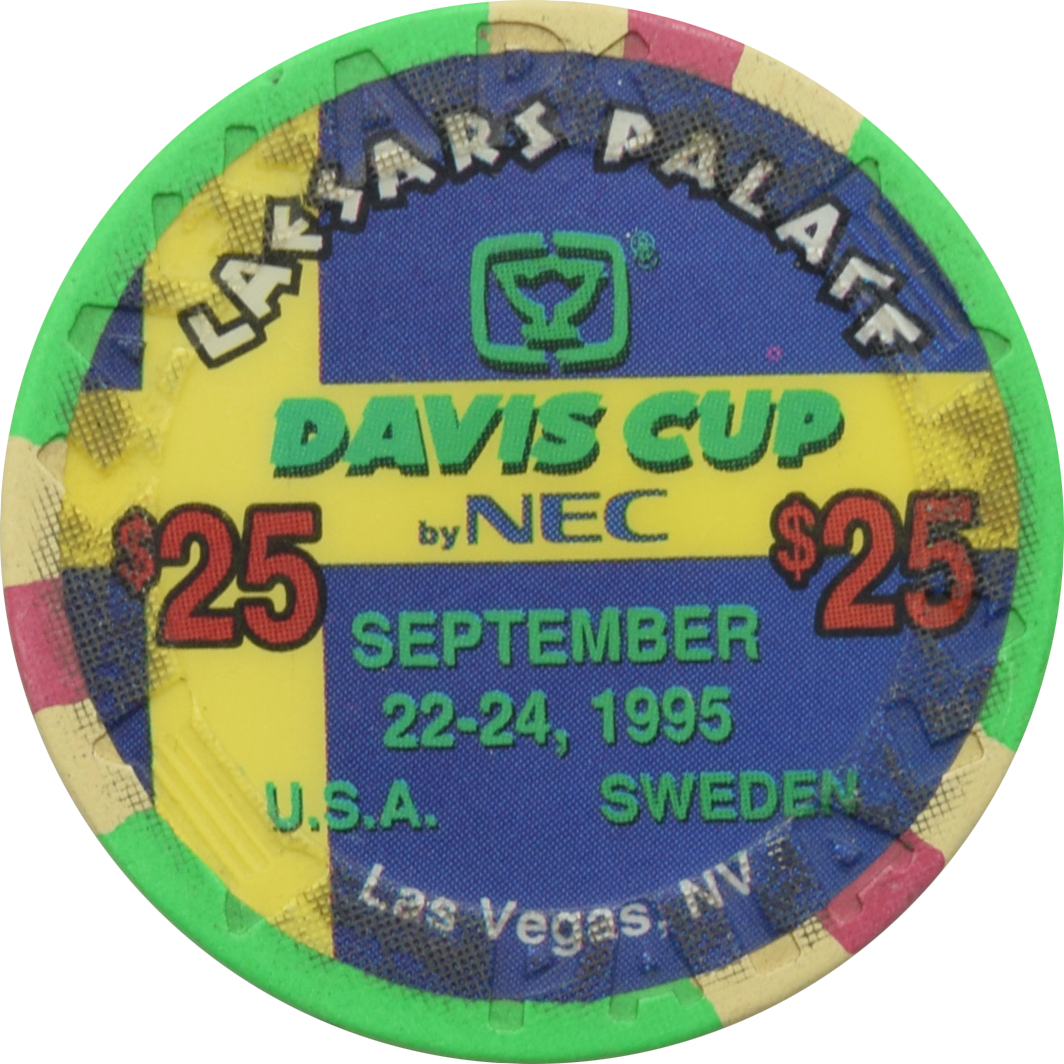 CAESARS PALACE
®
DAVIS CUP
by NEC
$25 $25
SEPTEMBER
22-24, 1995
U.S.A. SWEDEN
Las Vegas, NV